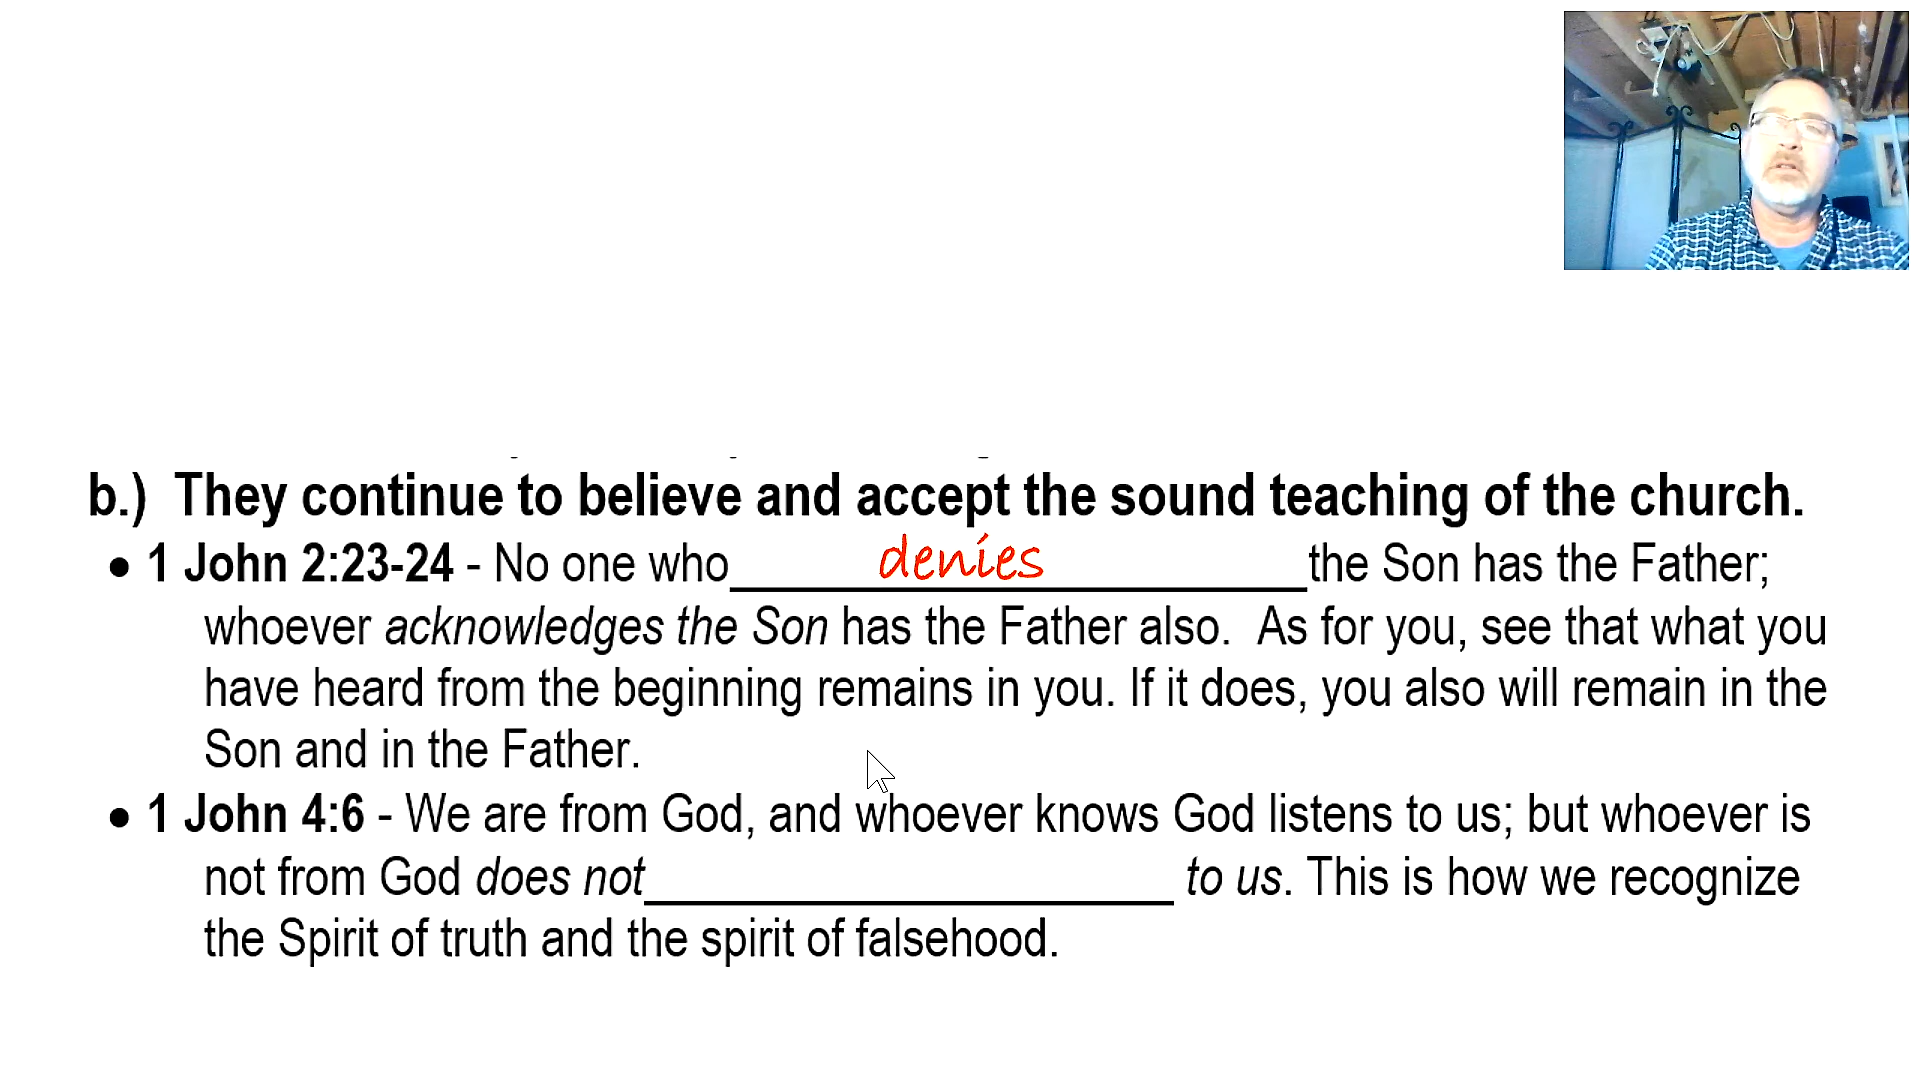 b.) They continue to believe and accept the sound teaching of the church.
• 1 John 2:23-24 - No one who denies the Son has the Father;
whoever acknowledges the Son has the Father also. As for you, see that what you
have heard from the beginning remains in you. If it does, you also will remain in the
Son and in the Father.
• 1 John 4:6 - We are from God, and whoever knows God listens to us; but whoever is
not from God does not____________________ to us. This is how we recognize
the Spirit of truth and the spirit of falsehood.